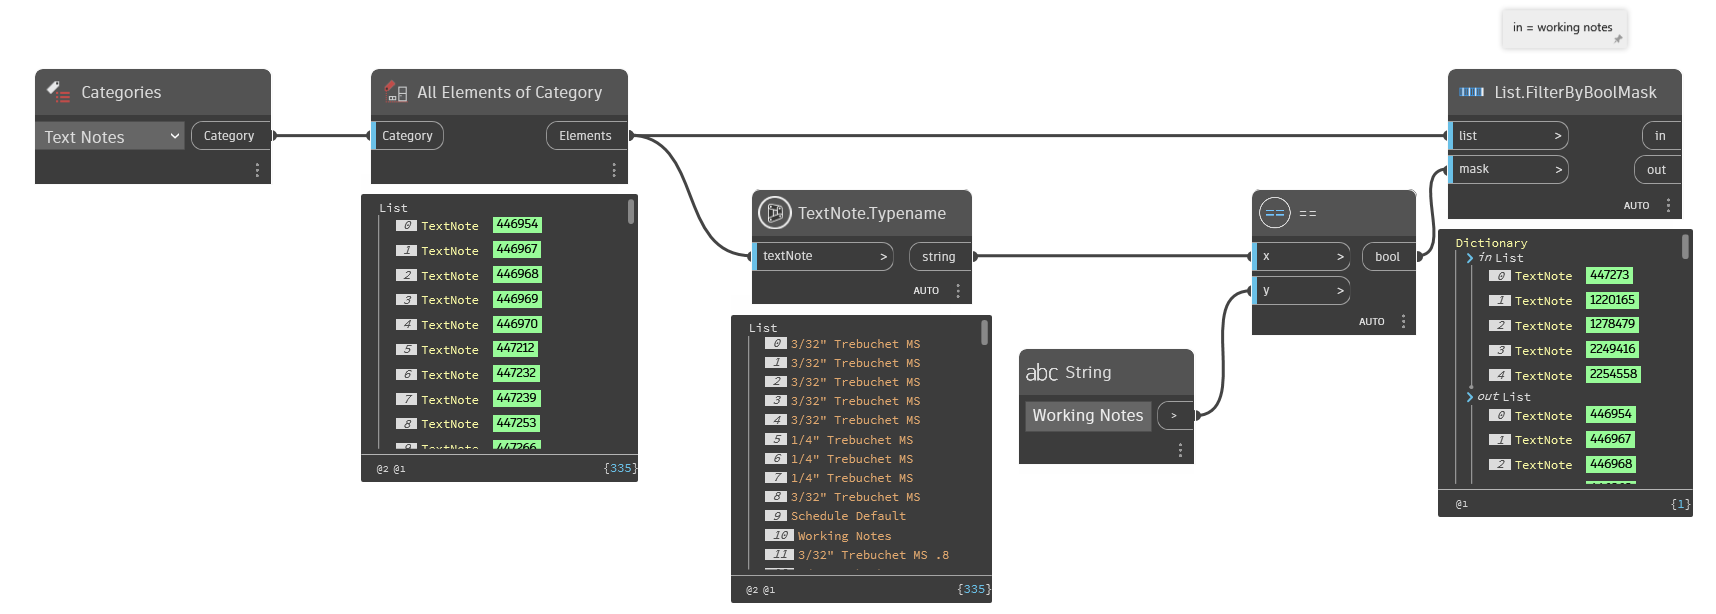 in = working notes
Categories
Text Notes
Category
All Elements of Category
Category
Elements
List
0 TextNote 446954
1 TextNote 446967
2 TextNote 446968
3 TextNote 446969
4 TextNote 446970
5 TextNote 447212
6 TextNote 447232
7 TextNote 447239
8 TextNote 447253
9 TextNote 447266
@2 @1 {335}
TextNote.Typename
textNote >
string
AUTO
List
0 3/32" Trebuchet MS
1 3/32" Trebuchet MS
2 3/32" Trebuchet MS
3 3/32" Trebuchet MS
4 3/32" Trebuchet MS
5 1/4" Trebuchet MS
6 1/4" Trebuchet MS
7 1/4" Trebuchet MS
8 3/32" Trebuchet MS
9 Schedule Default
10 Working Notes
11 3/32" Trebuchet MS .8
@2 @1 {335}
abc String
Working Notes
>
== ==
x >
bool
y >
AUTO
List.FilterByBoolMask
list >
in
mask >
out
AUTO
Dictionary
in List
0 TextNote 447273
1 TextNote 1220165
2 TextNote 1278479
3 TextNote 2249416
4 TextNote 2254558
out List
0 TextNote 446954
1 TextNote 446967
2 TextNote 446968
@1 {1}